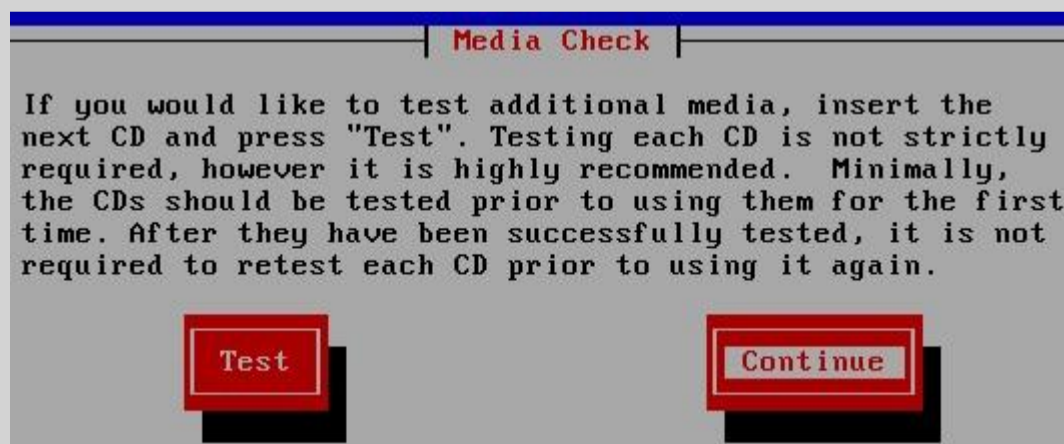 Media Check
If you would like to test additional media, insert the
next CD and press "Test". Testing each CD is not strictly
required, however it is highly recommended.  Minimally,
the CDs should be tested prior to using them for the first
time. After they have been successfully tested, it is not
required to retest each CD prior to using it again.
Test
Continue